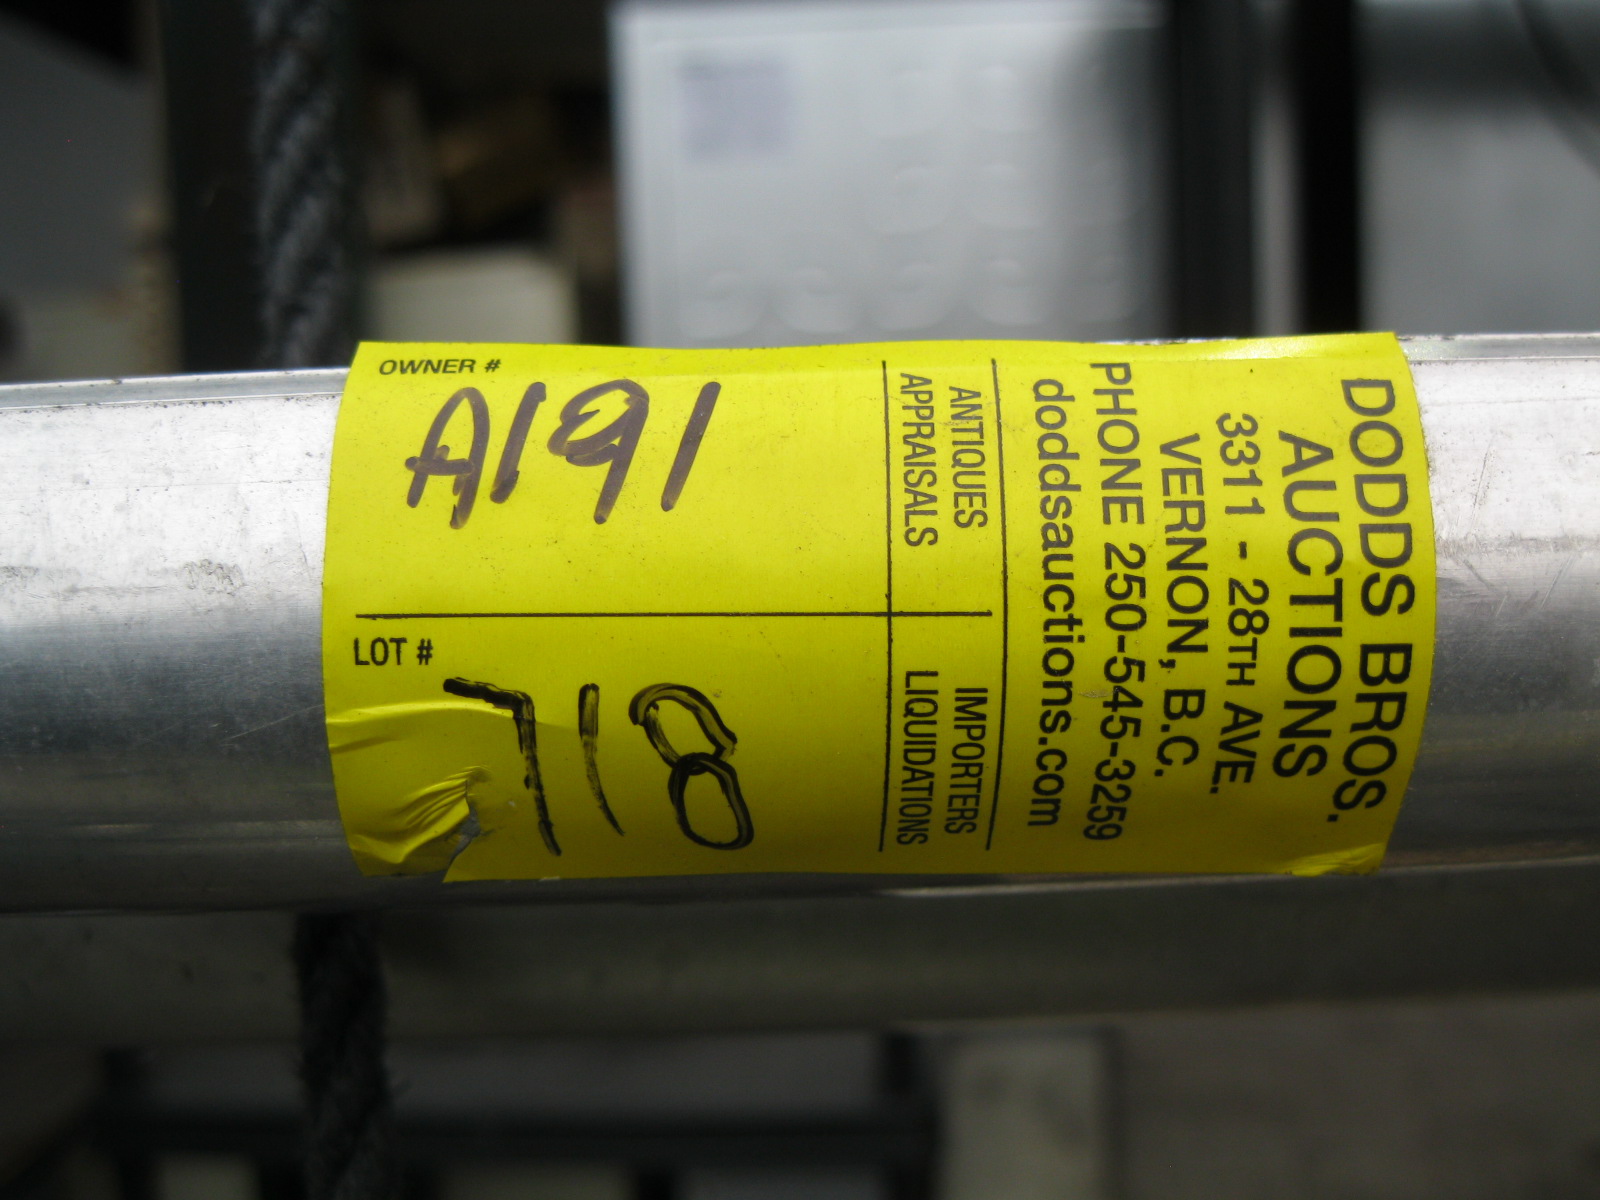 OWNER #
A191
LOT #
718
ANTIQUES
APPRAISALS
IMPORTERS
LIQUIDATIONS
DODDS BROS.
AUCTIONS
3311 - 28TH AVE.
VERNON, B.C.
PHONE 250-545-3259
doddsauctions.com